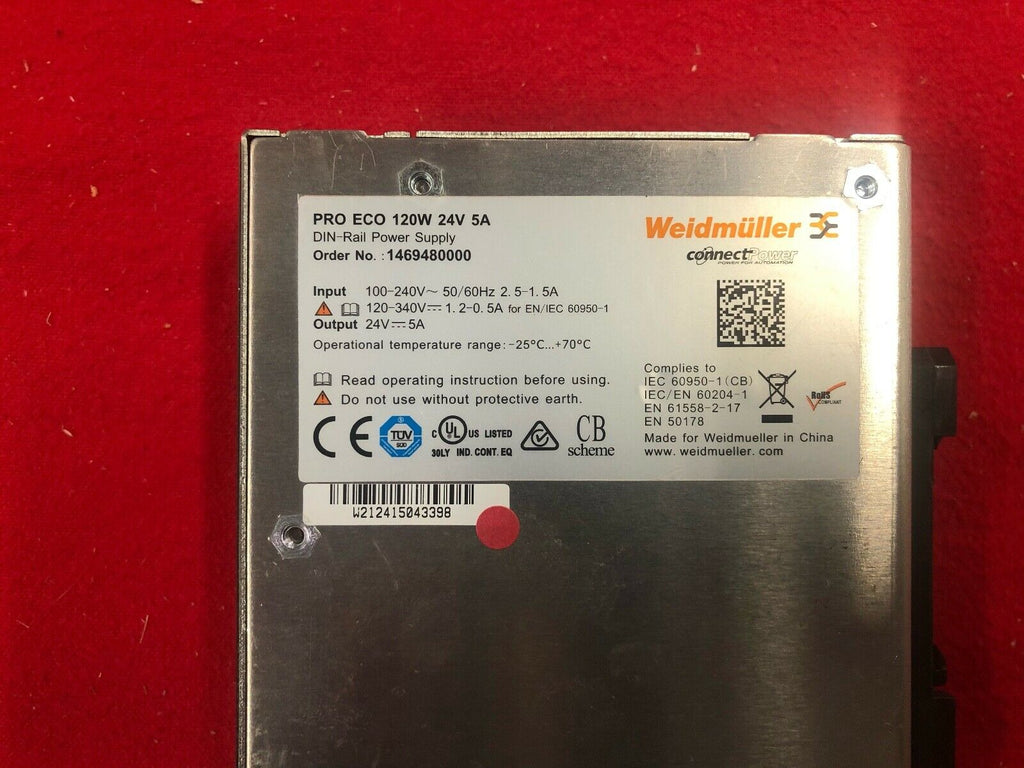 PRO ECO 120W 24V 5A
DIN-Rail Power Supply
Order No. :1469480000
Weidmüller
connectPower
POWER FOR AUTOMATION
Input 100-240V~ 50/60Hz 2.5-1.5A
120-340V⎓ 1.2-0.5A for EN/IEC 60950-1
Output 24V⎓5A
Operational temperature range: -25°C...+70°C
Read operating instruction before using.
Do not use without protective earth.
CE TÜV SÜD C UL US LISTED
30LY IND. CONT. EQ
CB
scheme
Complies to
IEC 60950-1(CB)
IEC/EN 60204-1
EN 61558-2-17
EN 50178
RoHS
COMPLIANT
Made for Weidmueller in China
www.weidmueller.com
W212415043398